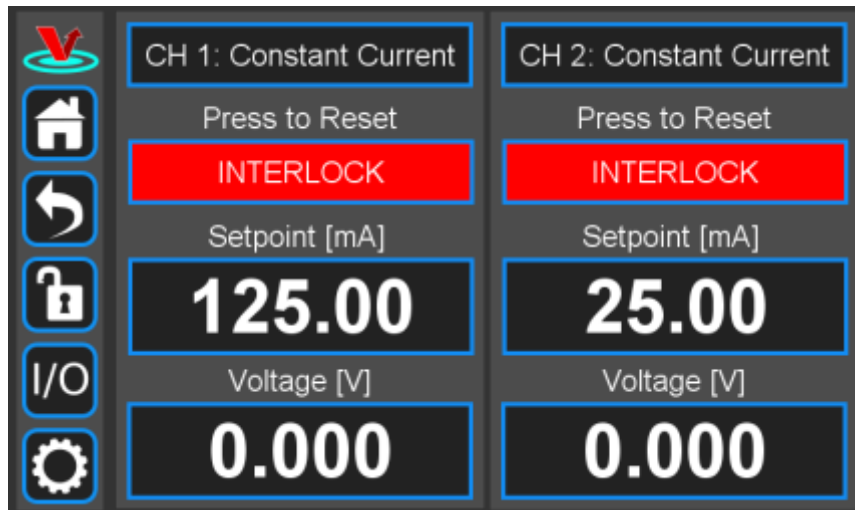 CH 1: Constant Current
Press to Reset
INTERLOCK
Setpoint [mA]
125.00
Voltage [V]
0.000
CH 2: Constant Current
Press to Reset
INTERLOCK
Setpoint [mA]
25.00
Voltage [V]
0.000
I/O